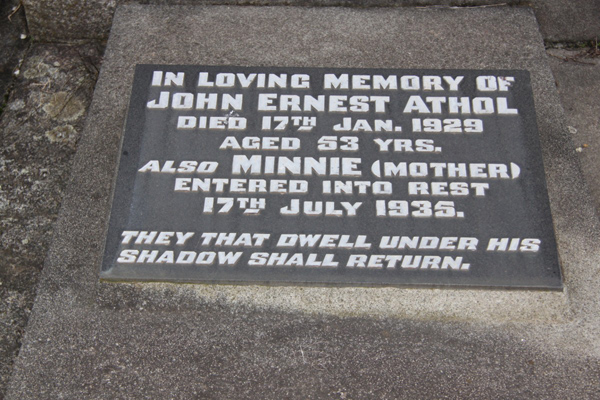 IN LOVING MEMORY OF
JOHN ERNEST ATHOL
DIED 17TH JAN. 1929
AGED 53 YRS.
ALSO MINNIE (MOTHER)
ENTERED INTO REST
17TH JULY 1935.
THEY THAT DWELL UNDER HIS
SHADOW SHALL RETURN.